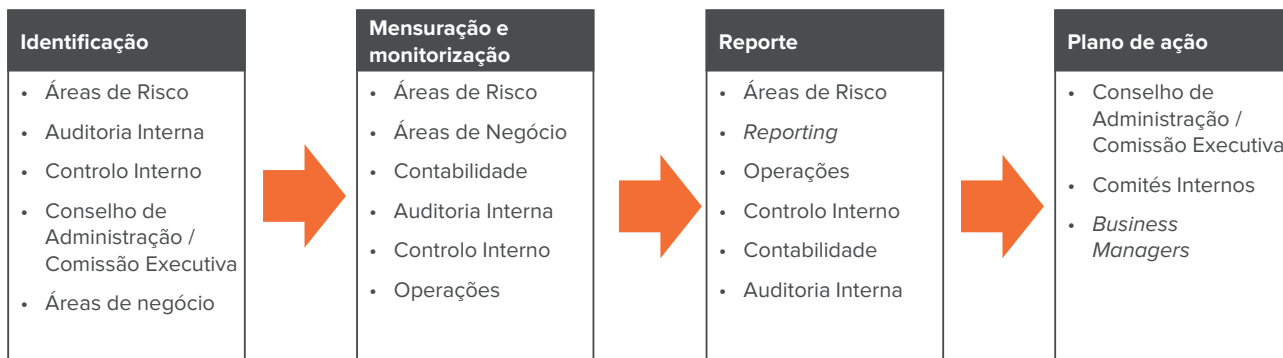 Identificação
• Áreas de Risco
• Auditoria Interna
• Controlo Interno
• Conselho de
Administração /
Comissão Executiva
• Áreas de negócio
Mensuração e
monitorização
• Áreas de Risco
• Áreas de Negócio
• Contabilidade
• Auditoria Interna
• Controlo Interno
• Operações
Reporte
• Áreas de Risco
• Reporting
• Operações
• Controlo Interno
• Contabilidade
• Auditoria Interna
Plano de ação
• Conselho de
Administração /
Comissão Executiva
• Comités Internos
• Business
Managers